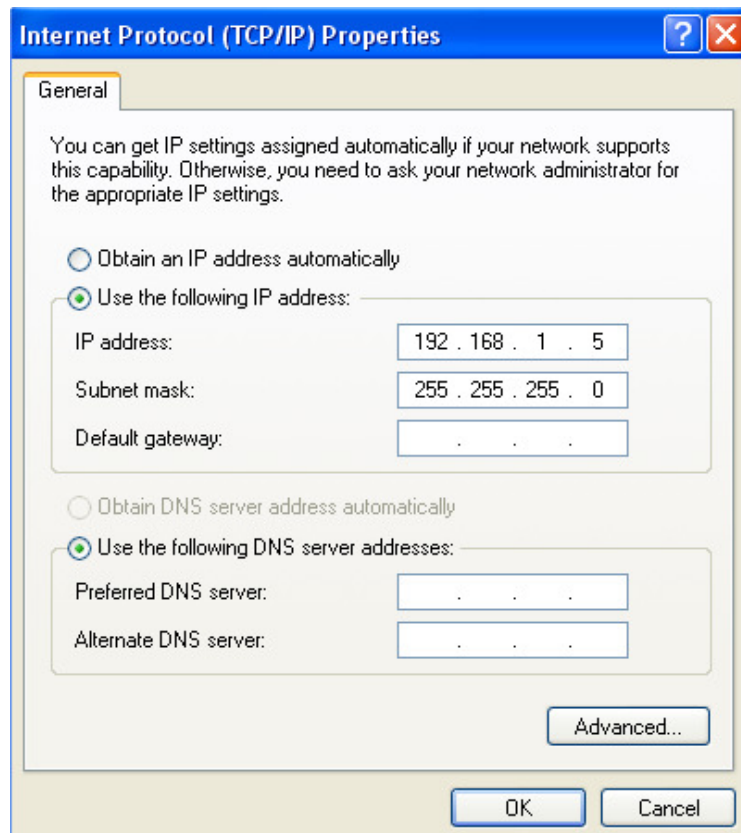 Internet Protocol (TCP/IP) Properties
General
You can get IP settings assigned automatically if your network supports
this capability. Otherwise, you need to ask your network administrator for
the appropriate IP settings.
Obtain an IP address automatically
Use the following IP address:
IP address: 192 . 168 . 1 . 5
Subnet mask: 255 . 255 . 255 . 0
Default gateway: . . .
Obtain DNS server address automatically
Use the following DNS server addresses:
Preferred DNS server: . . .
Alternate DNS server: . . .
Advanced...
OK Cancel